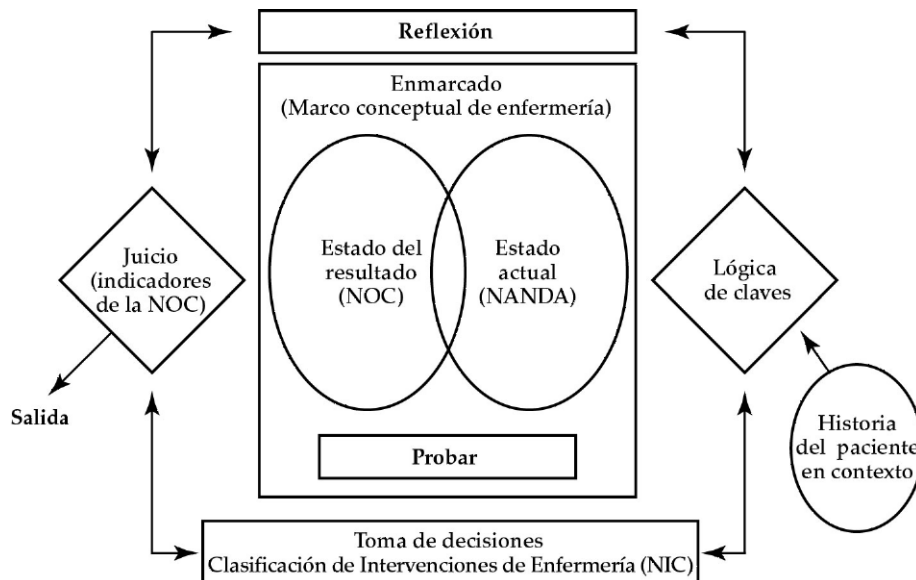 Reflexión
Enmarcado
(Marco conceptual de enfermería)
Juicio
(indicadores
de la NOC)
Estado del
resultado
(NOC)
Estado
actual
(NANDA)
Lógica
de claves
Salida
Probar
Historia
del paciente
en contexto
Toma de decisiones
Clasificación de Intervenciones de Enfermería (NIC)